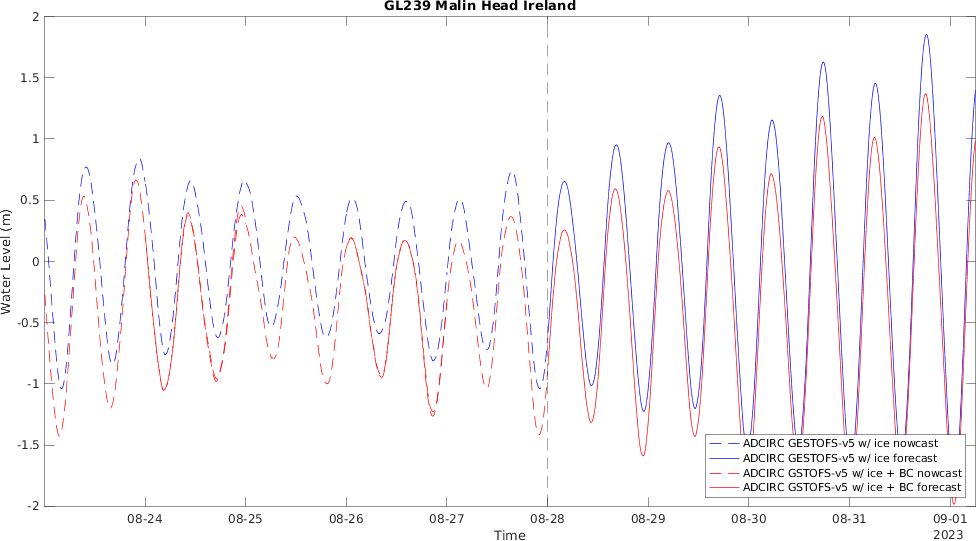 GL239 Malin Head Ireland
2
1.5
1
0.5
0
-0.5
-1
-1.5
-2
Water Level (m)
ADCIRC GESTOFS-v5 w/ ice nowcast
ADCIRC GESTOFS-v5 w/ ice forecast
ADCIRC GSTOFS-v5 w/ ice + BC nowcast
ADCIRC GSTOFS-v5 w/ ice + BC forecast
08-24 08-25 08-26 08-27 08-28 08-29 08-30 08-31 09-01
Time 2023